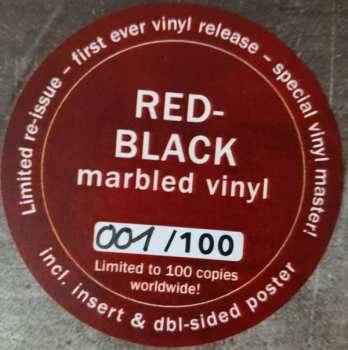 Limited re-issue – first ever vinyl release – special vinyl master!
RED-
BLACK
marbled vinyl
001/100
Limited to 100 copies
worldwide!
incl. insert & dbl-sided poster